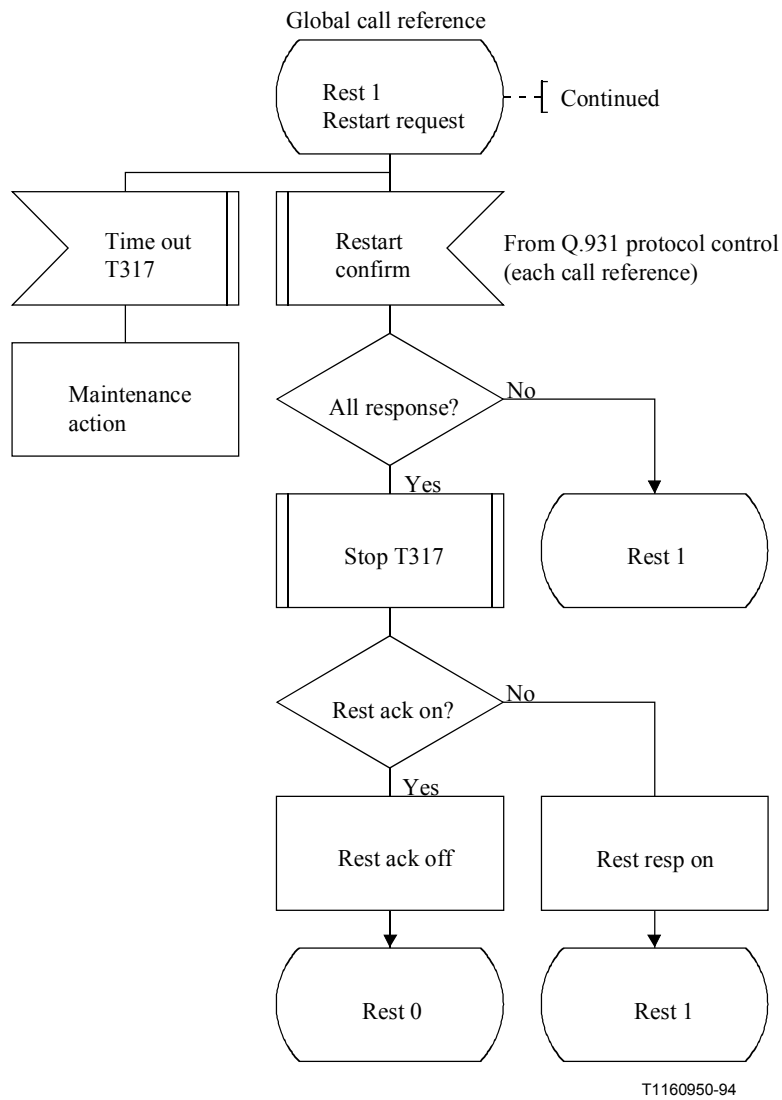 Global call reference
Rest 1
Restart request
Continued
Time out
T317
Restart
confirm
From Q.931 protocol control
(each call reference)
Maintenance
action
All response?
No
Yes
Stop T317
Rest 1
Rest ack on?
No
Yes
Rest ack off
Rest resp on
Rest 0
Rest 1
T1160950-94